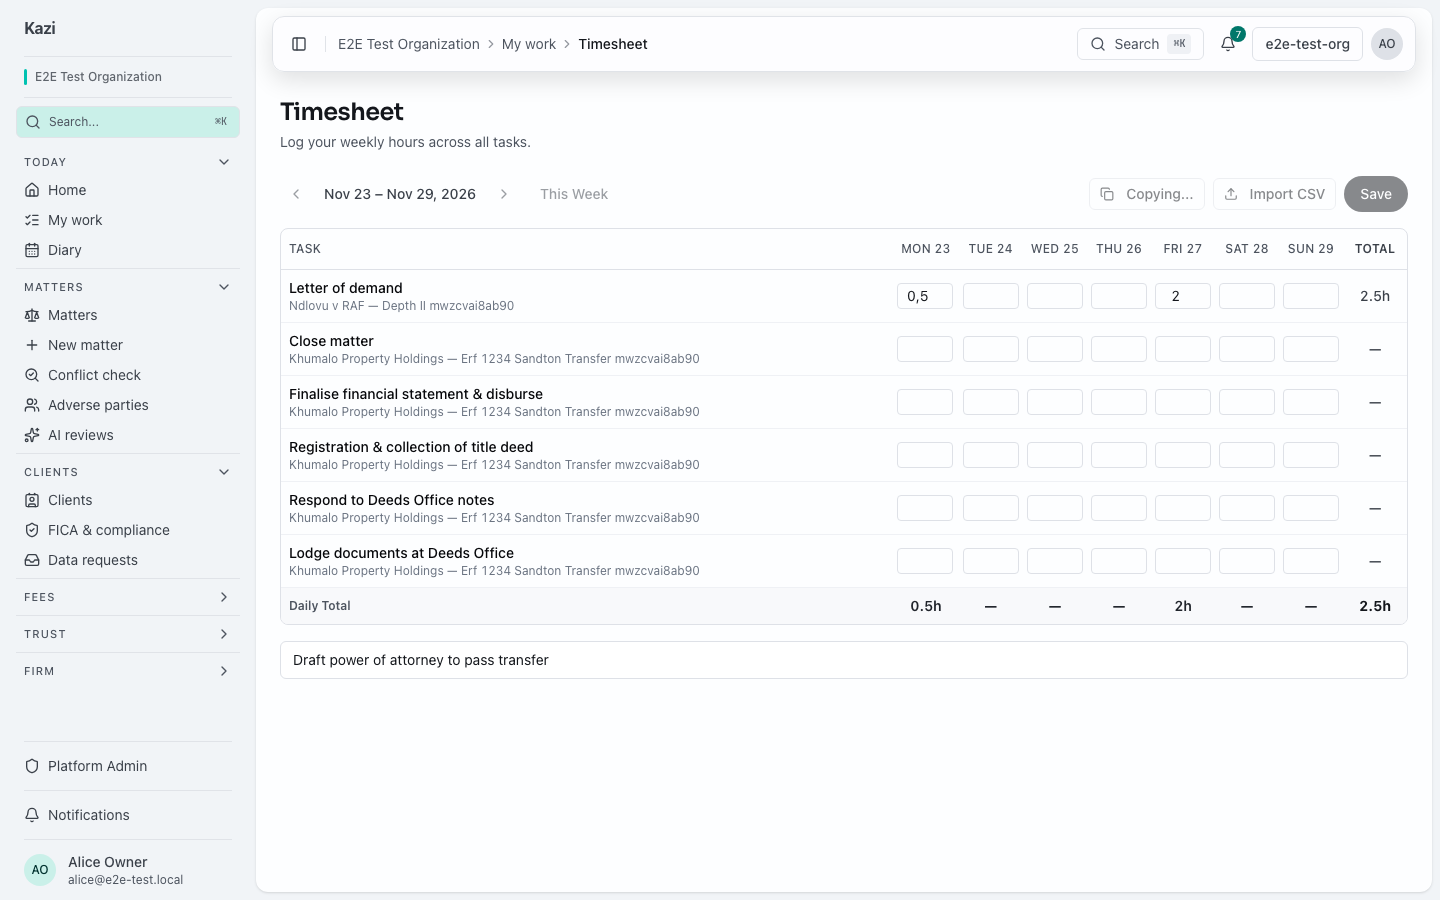 Kazi
E2E Test Organization
Search... ⌘K
TODAY
Home
My work
Diary
MATTERS
Matters
New matter
Conflict check
Adverse parties
AI reviews
CLIENTS
Clients
FICA & compliance
Data requests
FEES
TRUST
FIRM
Platform Admin
Notifications
AO Alice Owner
alice@e2e-test.local
E2E Test Organization > My work > Timesheet
Search ⌘K
7
e2e-test-org
AO
Timesheet
Log your weekly hours across all tasks.
Nov 23 – Nov 29, 2026
This Week
Copying...
Import CSV
Save
TASK MON 23 TUE 24 WED 25 THU 26 FRI 27 SAT 28 SUN 29 TOTAL
Letter of demand
Ndlovu v RAF — Depth II mwzcvai8ab90
0,5 2 2.5h
Close matter
Khumalo Property Holdings — Erf 1234 Sandton Transfer mwzcvai8ab90
—
Finalise financial statement & disburse
Khumalo Property Holdings — Erf 1234 Sandton Transfer mwzcvai8ab90
—
Registration & collection of title deed
Khumalo Property Holdings — Erf 1234 Sandton Transfer mwzcvai8ab90
—
Respond to Deeds Office notes
Khumalo Property Holdings — Erf 1234 Sandton Transfer mwzcvai8ab90
—
Lodge documents at Deeds Office
Khumalo Property Holdings — Erf 1234 Sandton Transfer mwzcvai8ab90
—
Daily Total 0.5h — — — 2h — — 2.5h
Draft power of attorney to pass transfer